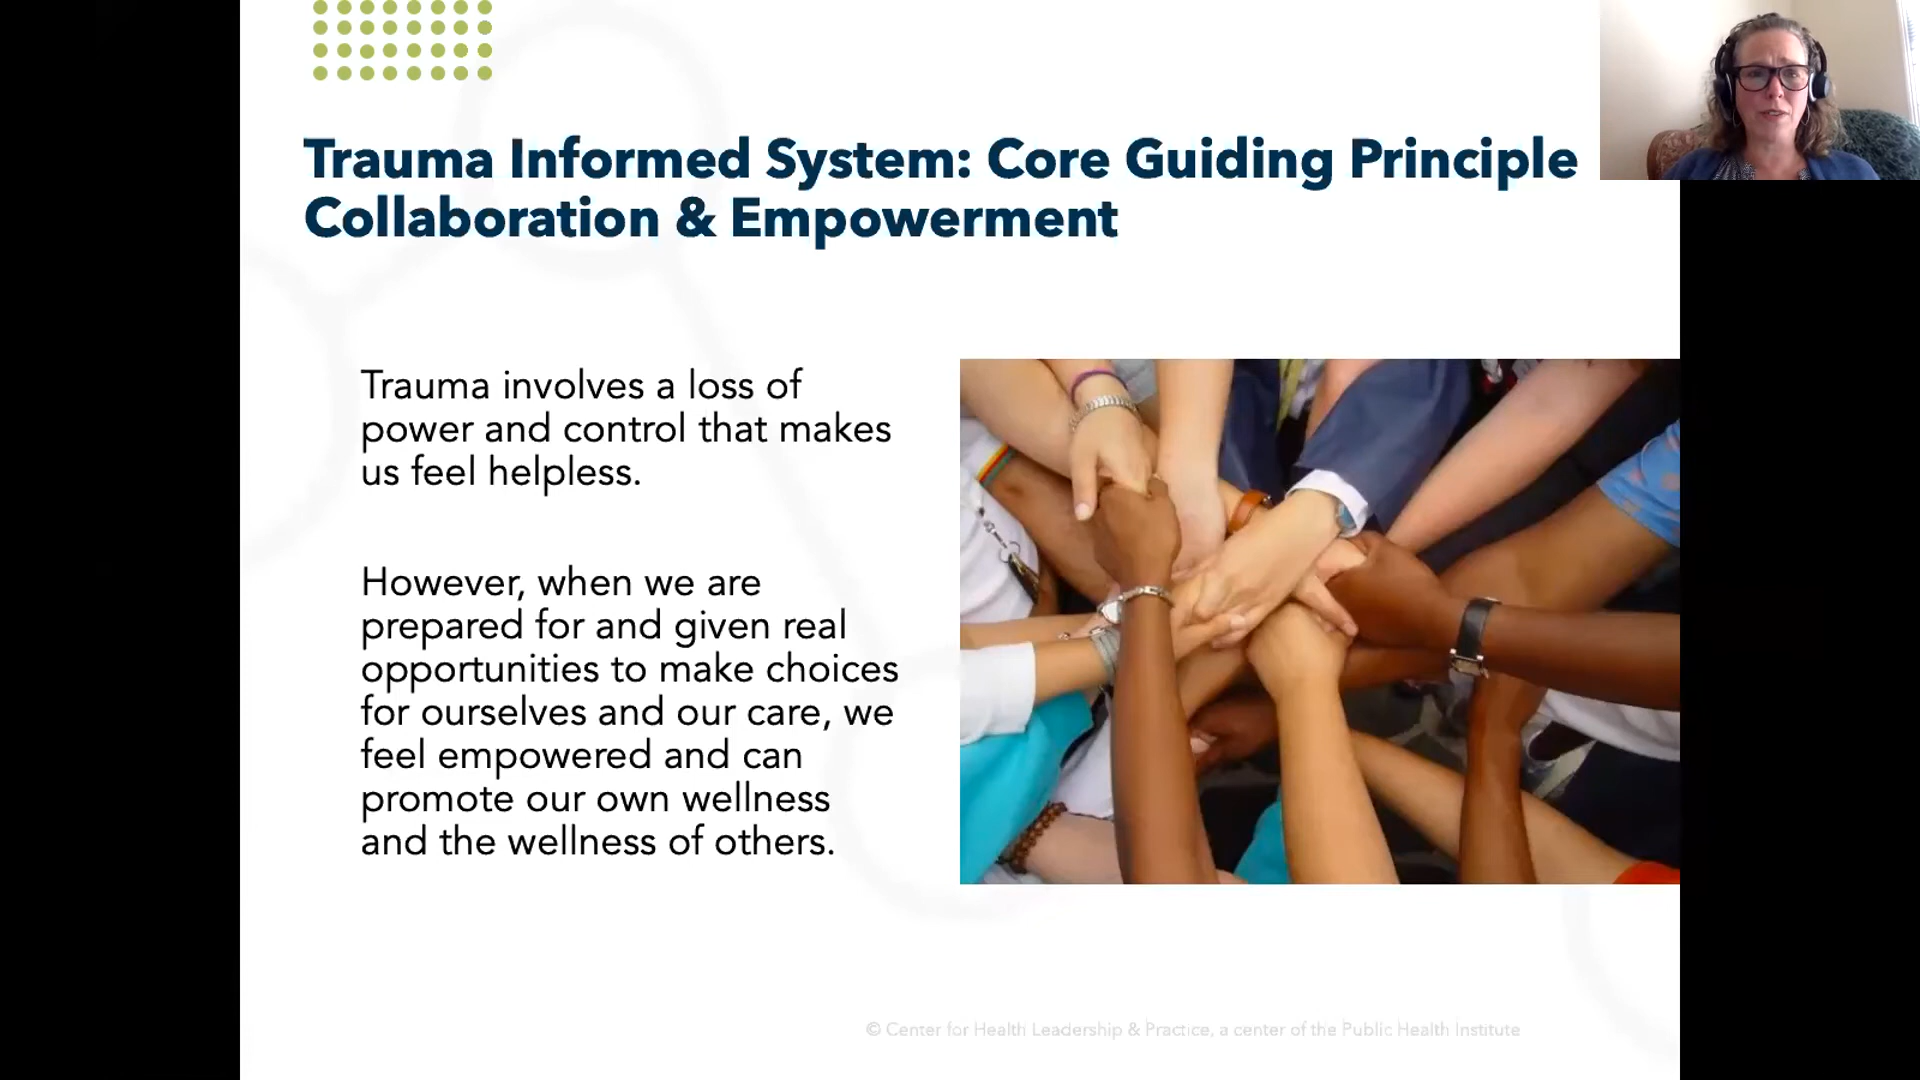 Trauma Informed System: Core Guiding Principle
Collaboration & Empowerment
Trauma involves a loss of
power and control that makes
us feel helpless.
However, when we are
prepared for and given real
opportunities to make choices
for ourselves and our care, we
feel empowered and can
promote our own wellness
and the wellness of others.
© Center for Health Leadership & Practice, a center of the Public Health Institute